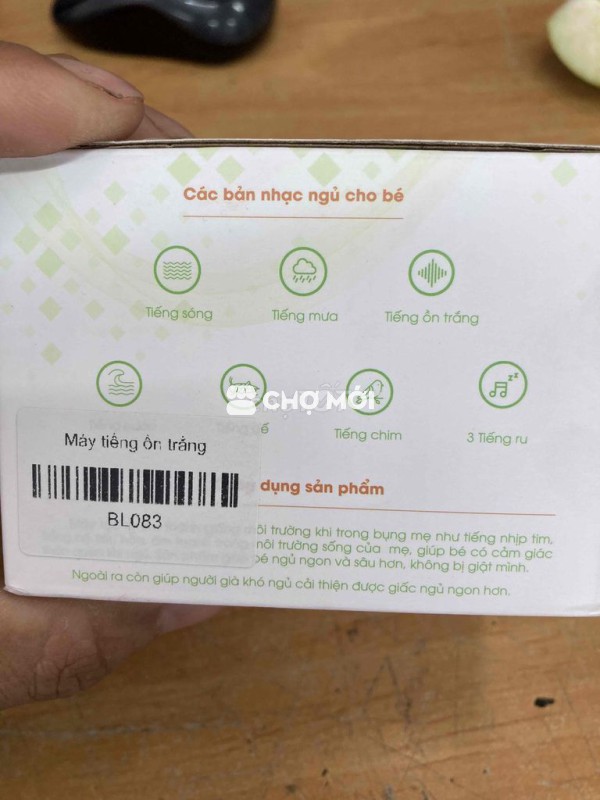 Các bản nhạc ngủ cho bé
Tiếng sóng
Tiếng mưa
Tiếng ồn trắng
CHỢ MỚI
Tiếng chim
3 Tiếng ru
Máy tiếng ồn trắng
BL083
dụng sản phẩm
môi trường khi trong bụng mẹ như tiếng nhịp tim,
môi trường sống của mẹ, giúp bé có cảm giác
bé ngủ ngon và sâu hơn, không bị giật mình.
Ngoài ra còn giúp người già khó ngủ cải thiện được giấc ngủ ngon hơn.